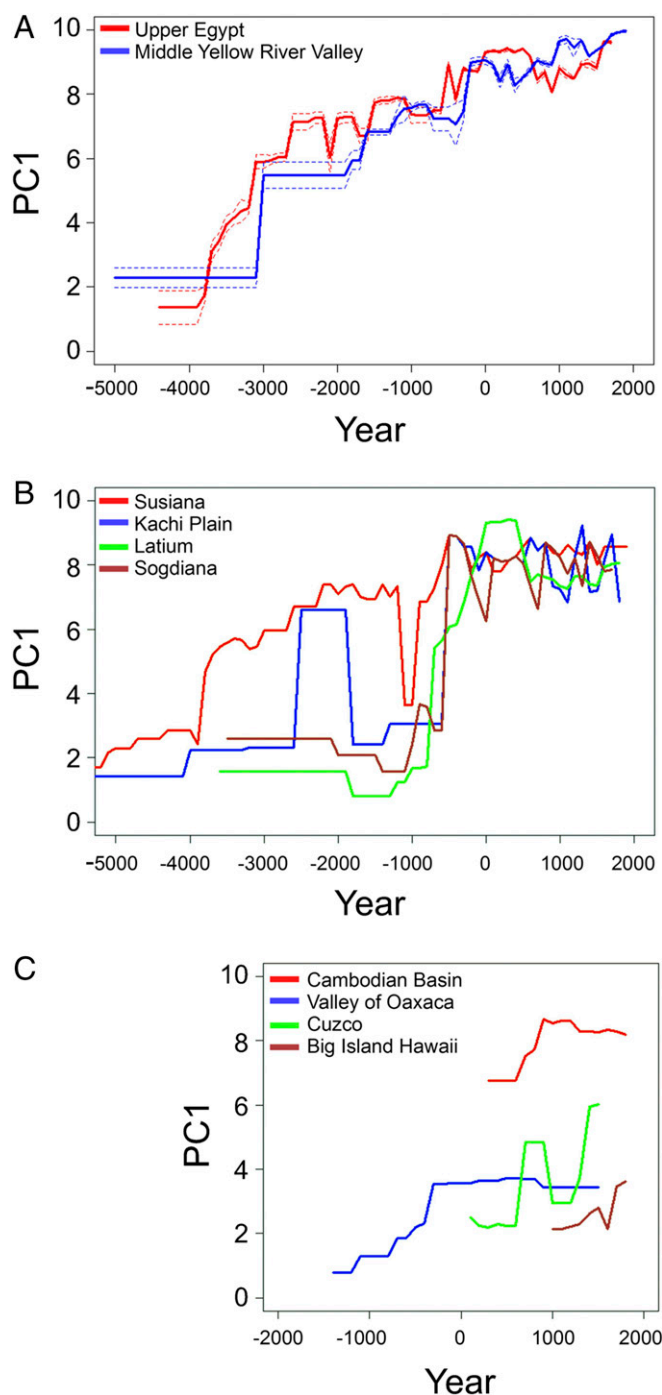 A
Upper Egypt
Middle Yellow River Valley
PC1
10
8
6
4
2
0
-5000 -4000 -3000 -2000 -1000 0 1000 2000
Year
B
Susiana
Kachi Plain
Latium
Sogdiana
PC1
10
8
6
4
2
0
-5000 -4000 -3000 -2000 -1000 0 1000 2000
Year
C
Cambodian Basin
Valley of Oaxaca
Cuzco
Big Island Hawaii
PC1
10
8
6
4
2
0
-2000 -1000 0 1000 2000
Year